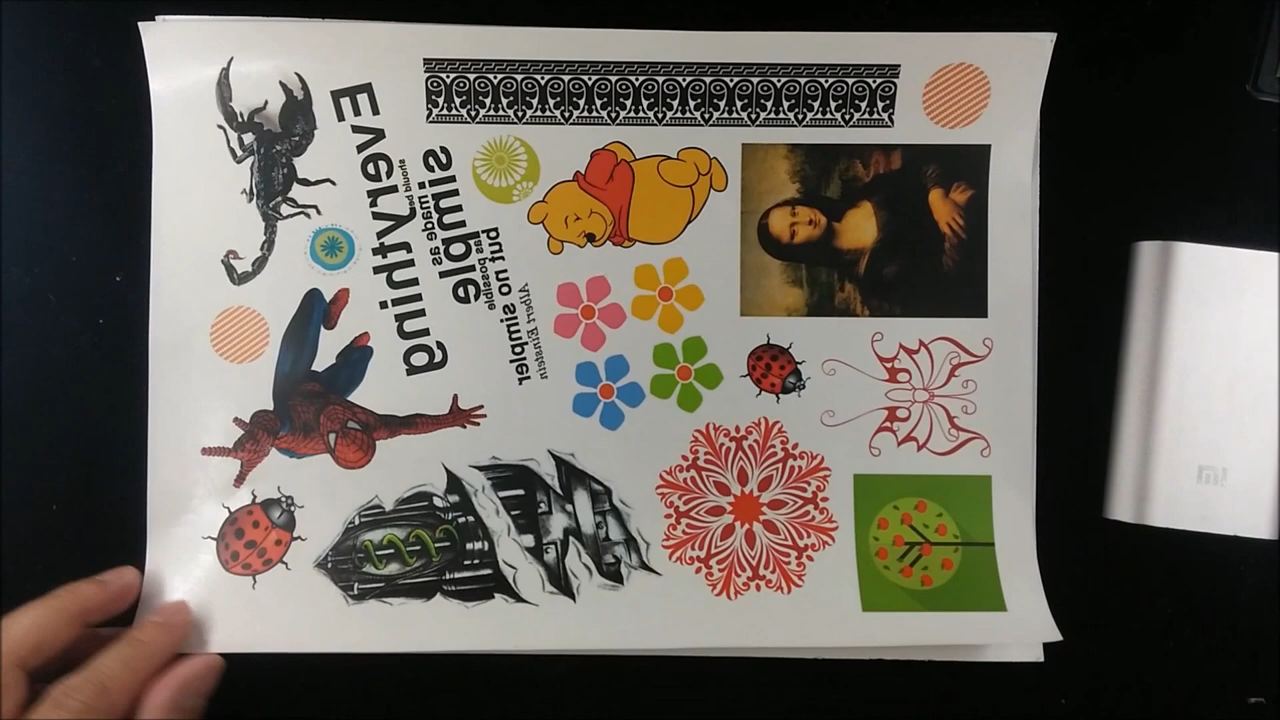 Everything
should be
made as
simple
as possible
but no
simpler
Albert Einstein
mi